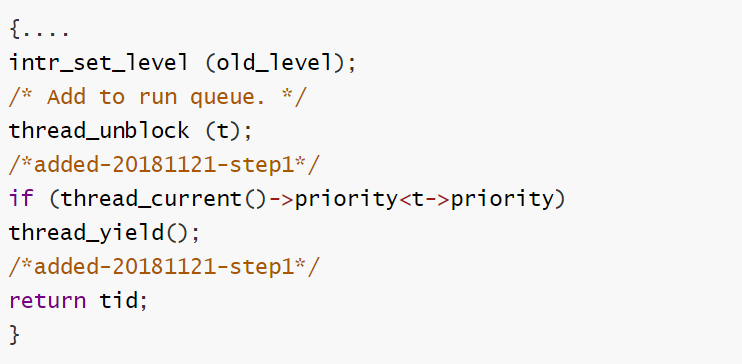 {....
intr_set_level (old_level);
/* Add to run queue. */
thread_unblock (t);
/*added-20181121-step1*/
if (thread_current()->priority<t->priority)
thread_yield();
/*added-20181121-step1*/
return tid;
}